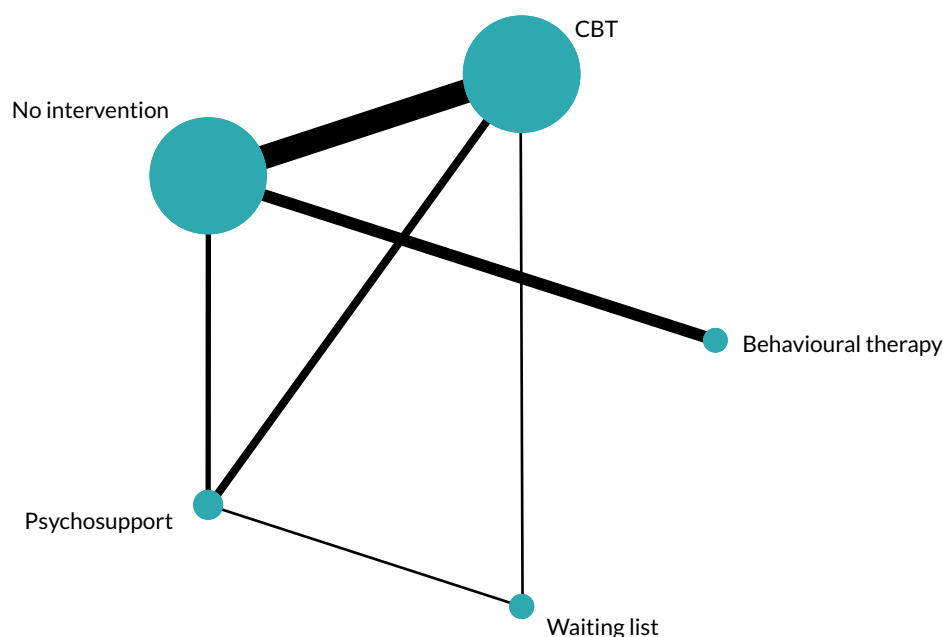 CBT
No intervention
Behavioural therapy
Psychosupport
Waiting list